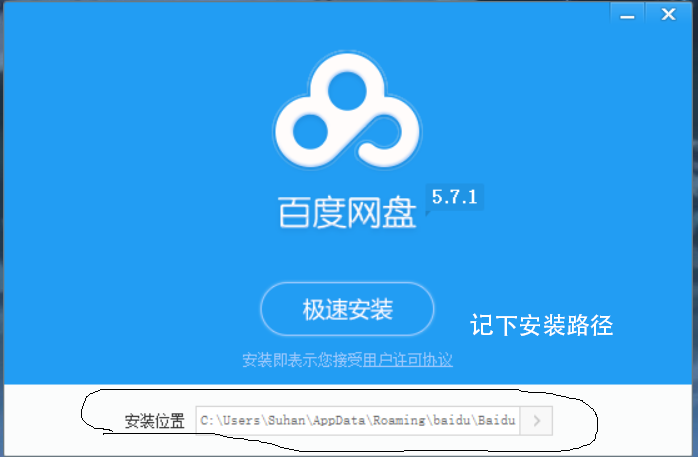 百度网盘
5.7.1
极速安装
记下安装路径
安装即表示您接受用户许可协议
安装位置 C:\Users\Suhan\AppData\Roaming\baidu\Baidu